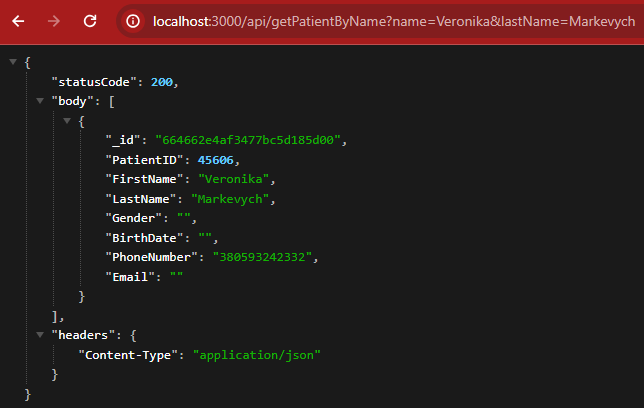 localhost:3000/api/getPatientByName?name=Veronika&lastName=Markevych
{
"statusCode": 200,
"body": [
{
"_id": "664662e4af3477bc5d185d00",
"PatientID": 45606,
"FirstName": "Veronika",
"LastName": "Markevych",
"Gender": "",
"BirthDate": "",
"PhoneNumber": "380593242332",
"Email": ""
}
],
"headers": {
"Content-Type": "application/json"
}
}